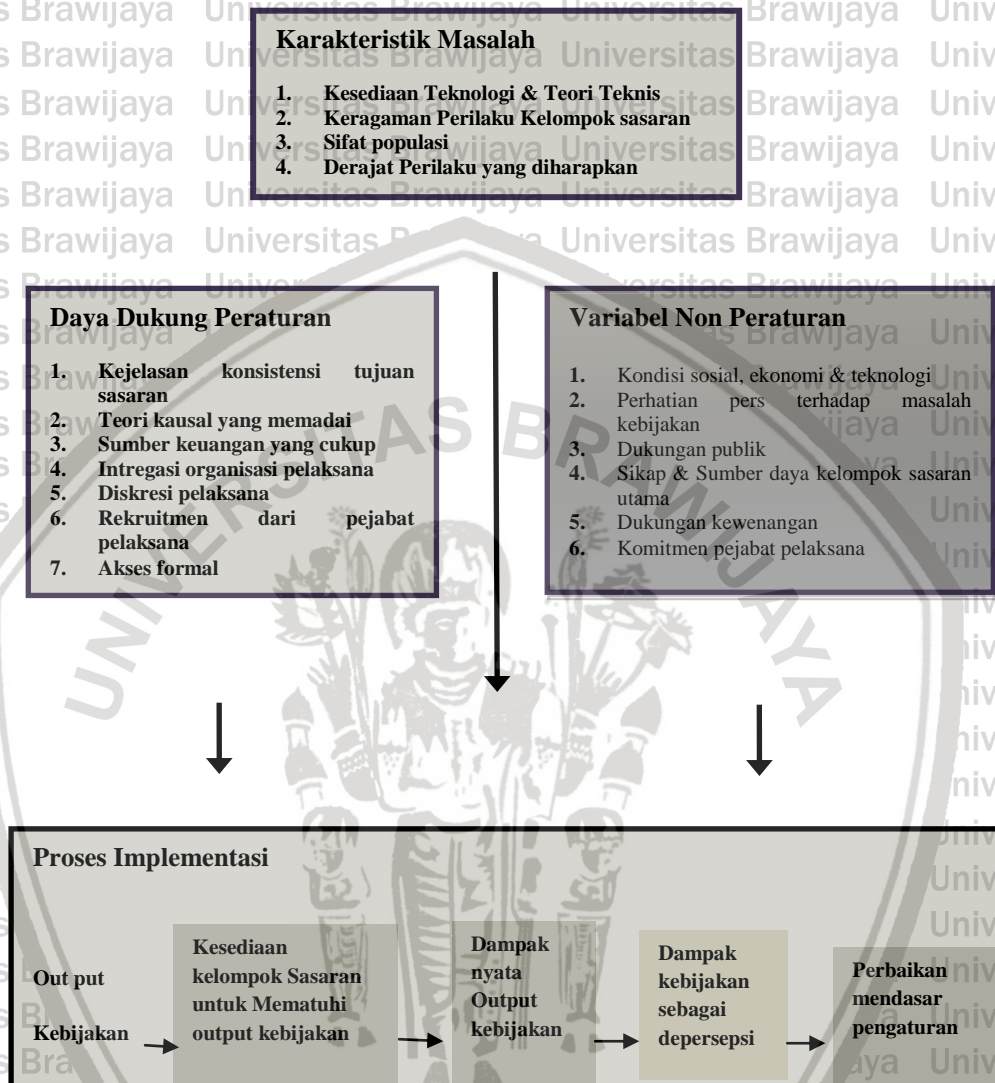 Karakteristik Masalah
1. Kesediaan Teknologi & Teori Teknis
2. Keragaman Perilaku Kelompok sasaran
3. Sifat populasi
4. Derajat Perilaku yang diharapkan
Daya Dukung Peraturan
1. Kejelasan konsistensi tujuan
sasaran
2. Teori kausal yang memadai
3. Sumber keuangan yang cukup
4. Intregasi organisasi pelaksana
5. Diskresi pelaksana
6. Rekruitmen dari pejabat
pelaksana
7. Akses formal
Variabel Non Peraturan
1. Kondisi sosial, ekonomi & teknologi
2. Perhatian pers terhadap masalah
kebijakan
3. Dukungan publik
4. Sikap & Sumber daya kelompok sasaran
utama
5. Dukungan kewenangan
6. Komitmen pejabat pelaksana
UNIVERSITAS BRAWIJAYA
Proses Implementasi
Out put
Kebijakan
Kesediaan
kelompok Sasaran
untuk Mematuhi
output kebijakan
Dampak
nyata
Output
kebijakan
Dampak
kebijakan
sebagai
depersepsi
Perbaikan
mendasar
pengaturan